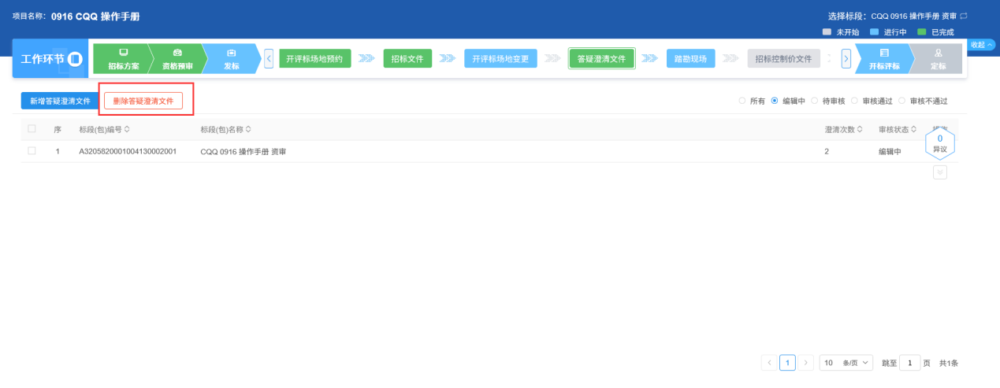 项目名称: 0916 CQQ 操作手册
选择标段: CQQ 0916 操作手册 资审
未开始 进行中 已完成
收起
工作环节 招标方案 资格预审 发标 开评标场地预约 招标文件 开评标场地变更 答疑澄清文件 踏勘现场 招标控制价文件 开标评标 定标
新增答疑澄清文件 删除答疑澄清文件 所有 编辑中 待审核 审核通过 审核不通过
序 标段(包)编号 标段(包)名称 澄清次数 审核状态
1 A3205820001004130002001 CQQ 0916 操作手册 资审 2 编辑中
0
异议
1 10 条/页 跳至 1 页 共1条